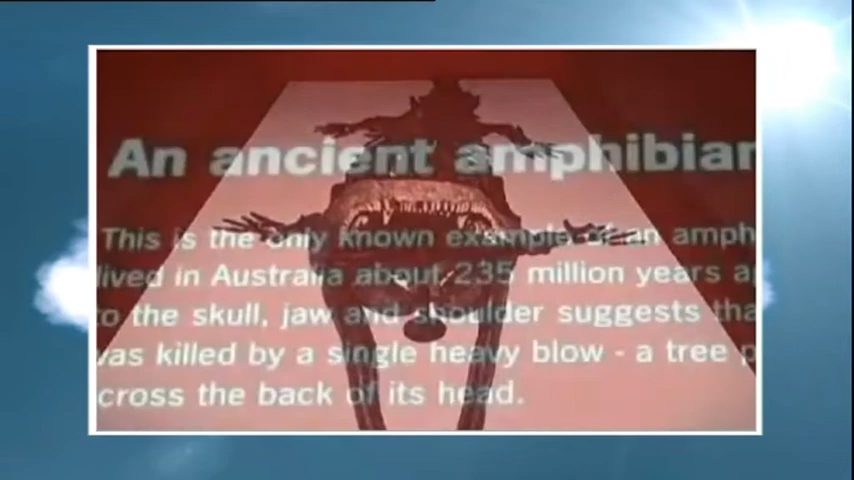 An ancient amphibian
This is the only known example of an amph
lived in Australia about 235 million years a
to the skull, jaw and shoulder suggests tha
was killed by a single heavy blow - a tree p
cross the back of its head.